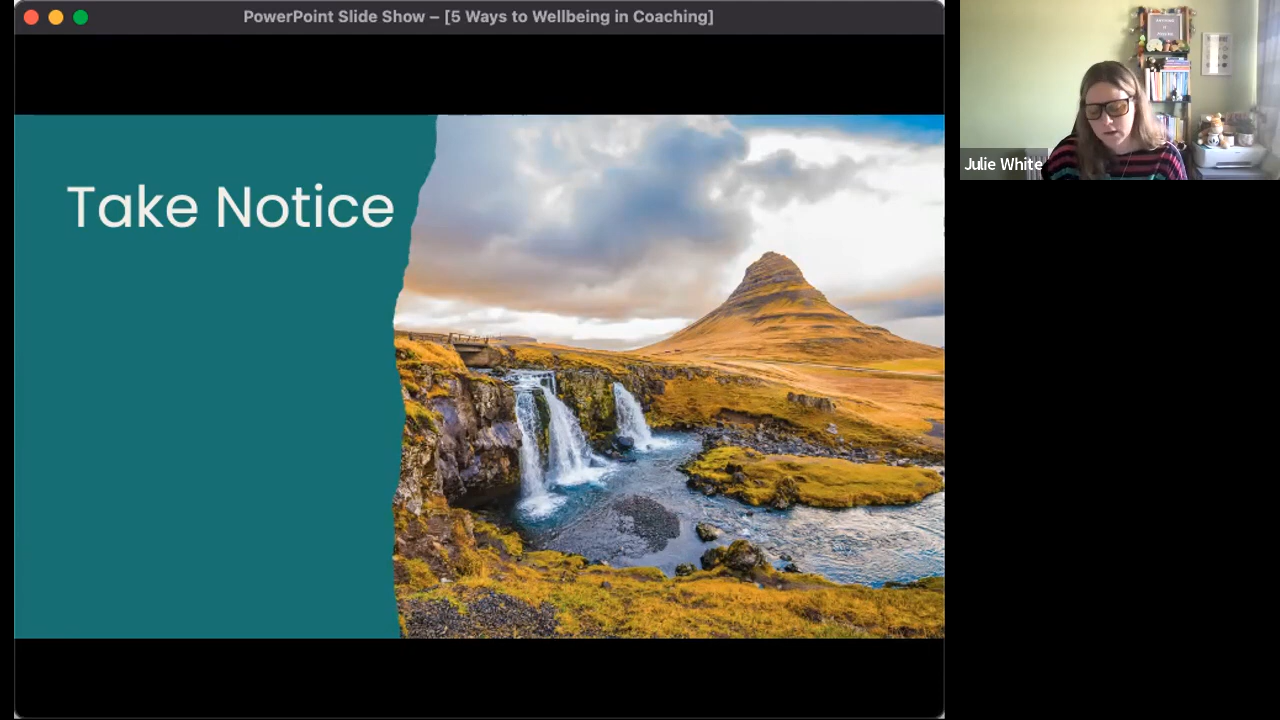 PowerPoint Slide Show – [5 Ways to Wellbeing in Coaching]
Take Notice
Julie White